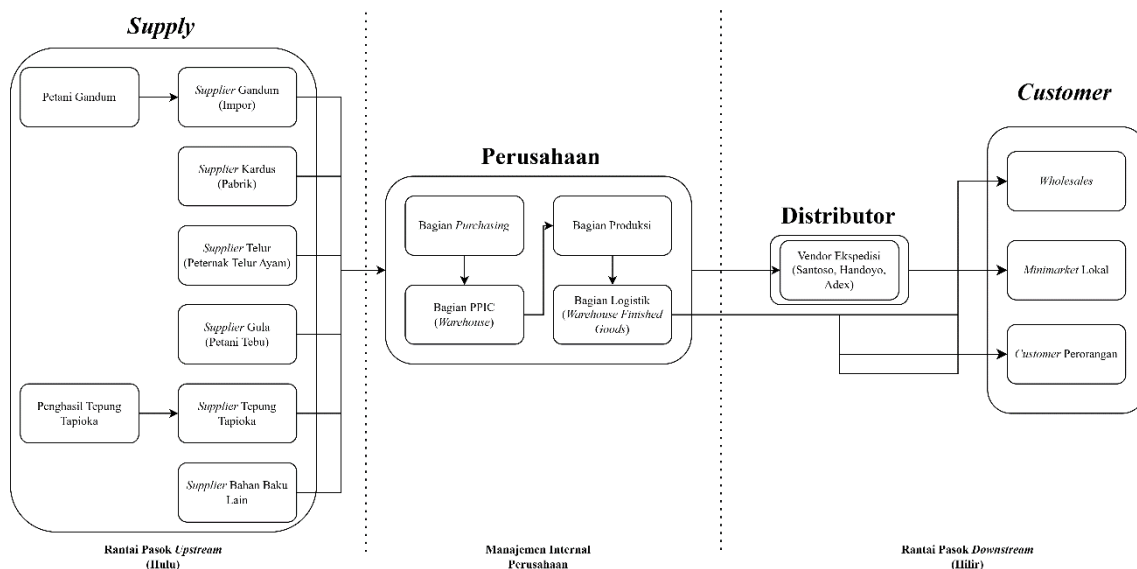 Supply
Petani Gandum
Supplier Gandum
(Impor)
Supplier Kardus
(Pabrik)
Supplier Telur
(Peternak Telur Ayam)
Supplier Gula
(Petani Tebu)
Penghasil Tepung
Tapioka
Supplier Tepung
Tapioka
Supplier Bahan Baku
Lain
Rantai Pasok Upstream
(Hulu)
Perusahaan
Bagian Purchasing
Bagian Produksi
Bagian PPIC
(Warehouse)
Bagian Logistik
(Warehouse Finished
Goods)
Manajemen Internal
Perusahaan
Distributor
Vendor Ekspedisi
(Santoso, Handoyo,
Adex)
Customer
Wholesales
Minimarket Lokal
Customer Perorangan
Rantai Pasok Downstream
(Hilir)